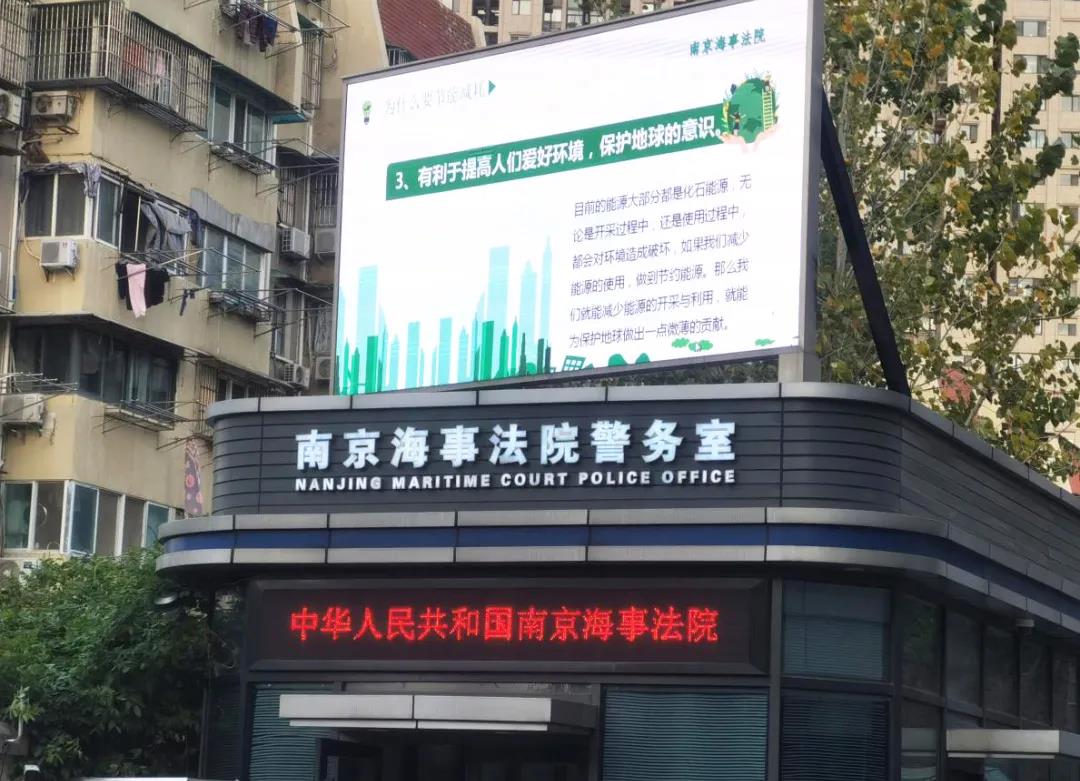 南京海事法院
为什么要节能减耗
3、有利于提高人们爱好环境，保护地球的意识。
目前的能源大部分都是化石能源，无
论是开采过程中，还是使用过程中，
都会对环境造成破坏，如果我们减少
能源的使用，做到节约能源。那么我
们就能减少能源的开采与利用，就能
为保护地球做出一点微薄的贡献。
南京海事法院警务室
NANJING MARITIME COURT POLICE OFFICE
中华人民共和国南京海事法院